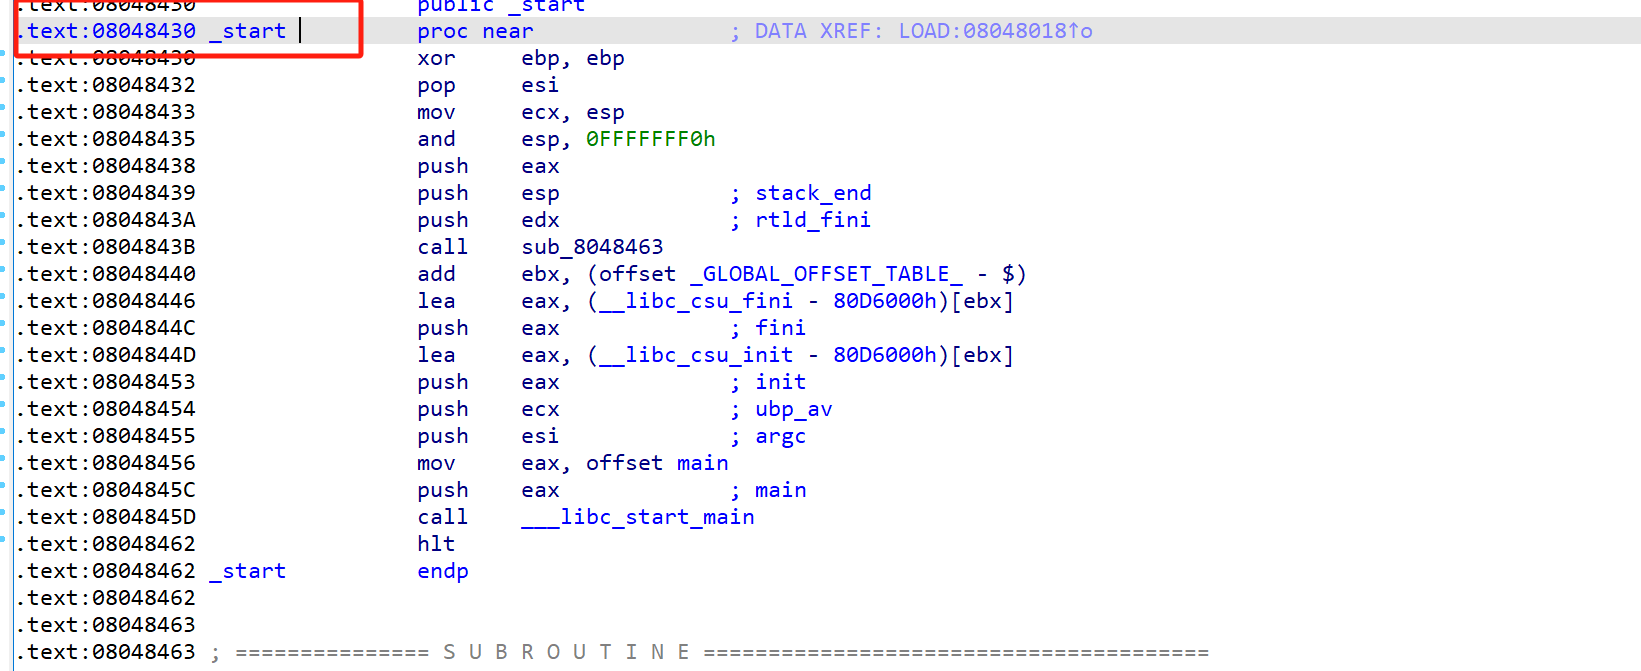 .text:08048430 public _start
.text:08048430 _start proc near ; DATA XREF: LOAD:08048018↑o
.text:08048430 xor ebp, ebp
.text:08048432 pop esi
.text:08048433 mov ecx, esp
.text:08048435 and esp, 0FFFFFFF0h
.text:08048438 push eax
.text:08048439 push esp ; stack_end
.text:0804843A push edx ; rtld_fini
.text:0804843B call sub_8048463
.text:08048440 add ebx, (offset _GLOBAL_OFFSET_TABLE_ - $)
.text:08048446 lea eax, (__libc_csu_fini - 80D6000h)[ebx]
.text:0804844C push eax ; fini
.text:0804844D lea eax, (__libc_csu_init - 80D6000h)[ebx]
.text:08048453 push eax ; init
.text:08048454 push ecx ; ubp_av
.text:08048455 push esi ; argc
.text:08048456 mov eax, offset main
.text:0804845C push eax ; main
.text:0804845D call ___libc_start_main
.text:08048462 hlt
.text:08048462 _start endp
.text:08048462
.text:08048463
.text:08048463 ; =============== S U B R O U T I N E =======================================